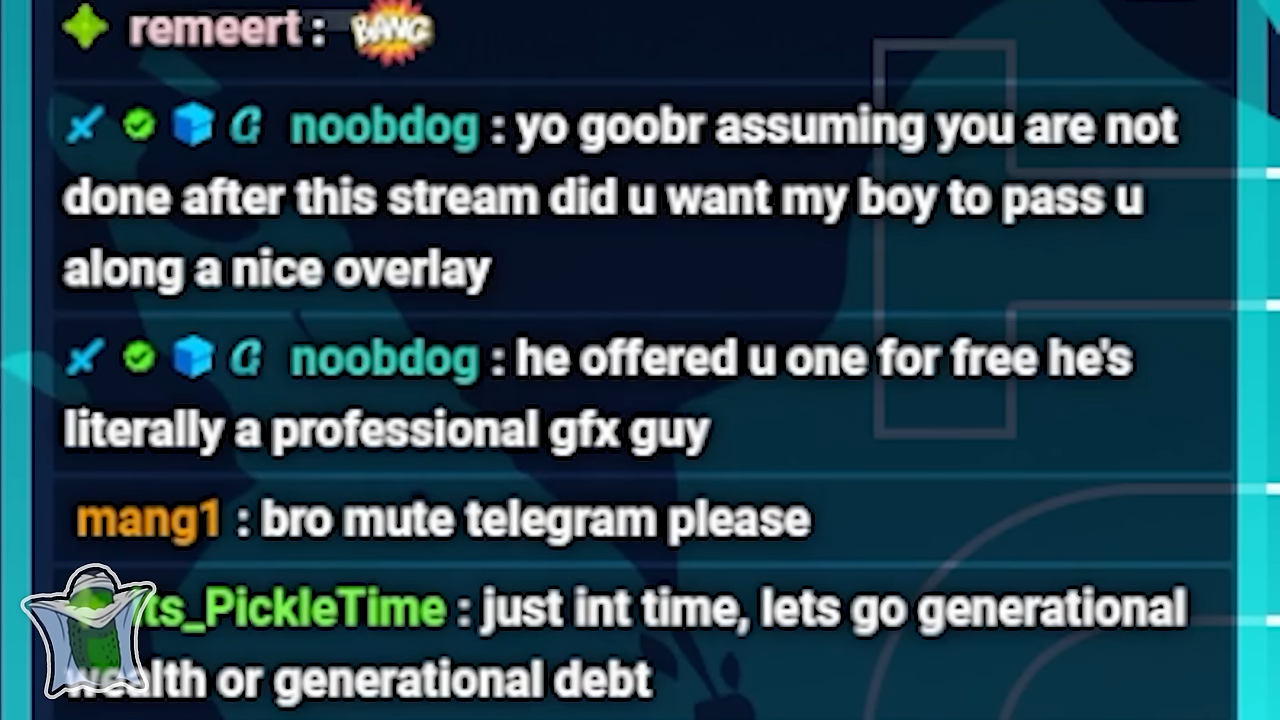 remeert : BANG
noobdog : yo goobr assuming you are not
done after this stream did u want my boy to pass u
along a nice overlay
noobdog : he offered u one for free he's
literally a professional gfx guy
mang1 : bro mute telegram please
ts_PickleTime : just int time, lets go generational
wealth or generational debt